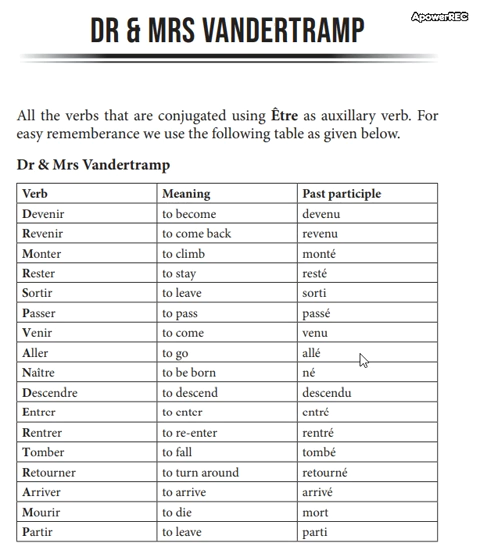 ApowerREC
DR & MRS VANDERTRAMP
All the verbs that are conjugated using Être as auxillary verb. For
easy rememberance we use the following table as given below.
Dr & Mrs Vandertramp
Verb Meaning Past participle
Devenir to become devenu
Revenir to come back revenu
Monter to climb monté
Rester to stay resté
Sortir to leave sorti
Passer to pass passé
Venir to come venu
Aller to go allé
Naître to be born né
Descendre to descend descendu
Entrer to enter entré
Rentrer to re-enter rentré
Tomber to fall tombé
Retourner to turn around retourné
Arriver to arrive arrivé
Mourir to die mort
Partir to leave parti